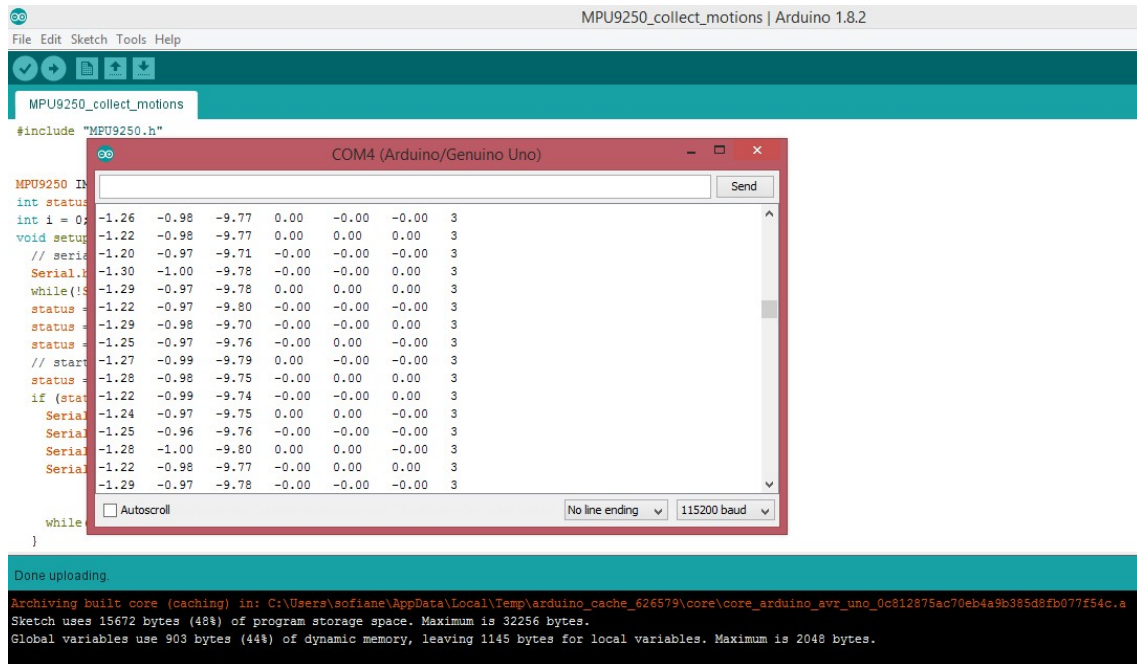 MPU9250_collect_motions | Arduino 1.8.2
File Edit Sketch Tools Help
MPU9250_collect_motions
#include "MPU9250.h"
COM4 (Arduino/Genuino Uno)
Send
MPU9250 IM
int status
int i = 0;
void setup
// seria
Serial.b
while(!S
status =
status =
status =
// start
status =
if (stat
Serial
Serial
Serial
Serial
while(
}
-1.26 -0.98 -9.77 0.00 -0.00 -0.00 3
-1.22 -0.98 -9.77 0.00 0.00 0.00 3
-1.20 -0.97 -9.71 -0.00 -0.00 -0.00 3
-1.30 -1.00 -9.78 -0.00 -0.00 0.00 3
-1.29 -0.97 -9.78 0.00 0.00 0.00 3
-1.22 -0.97 -9.80 -0.00 -0.00 -0.00 3
-1.29 -0.98 -9.70 -0.00 -0.00 0.00 3
-1.25 -0.97 -9.76 -0.00 0.00 -0.00 3
-1.27 -0.99 -9.79 0.00 -0.00 -0.00 3
-1.28 -0.98 -9.75 -0.00 0.00 0.00 3
-1.22 -0.99 -9.74 -0.00 -0.00 0.00 3
-1.24 -0.97 -9.75 0.00 0.00 -0.00 3
-1.25 -0.96 -9.76 -0.00 -0.00 -0.00 3
-1.28 -1.00 -9.80 0.00 0.00 -0.00 3
-1.22 -0.98 -9.77 -0.00 0.00 0.00 3
-1.29 -0.97 -9.78 -0.00 -0.00 -0.00 3
Autoscroll
No line ending
115200 baud
Done uploading.
Archiving built core (caching) in: C:\Users\sofiane\AppData\Local\Temp\arduino_cache_626579\core\core_arduino_avr_uno_0c812875ac70eb4a9b385d8fb077f54c.a
Sketch uses 15672 bytes (48%) of program storage space. Maximum is 32256 bytes.
Global variables use 903 bytes (44%) of dynamic memory, leaving 1145 bytes for local variables. Maximum is 2048 bytes.